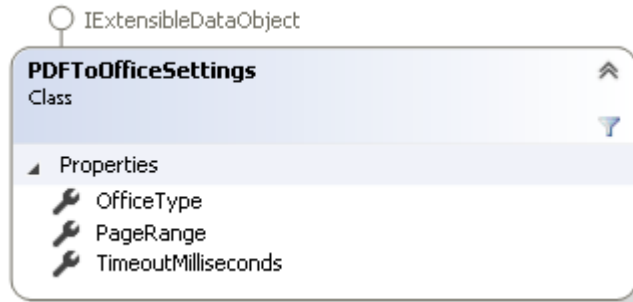 IExtensibleDataObject
PDFToOfficeSettings
Class
Properties
OfficeType
PageRange
TimeoutMilliseconds